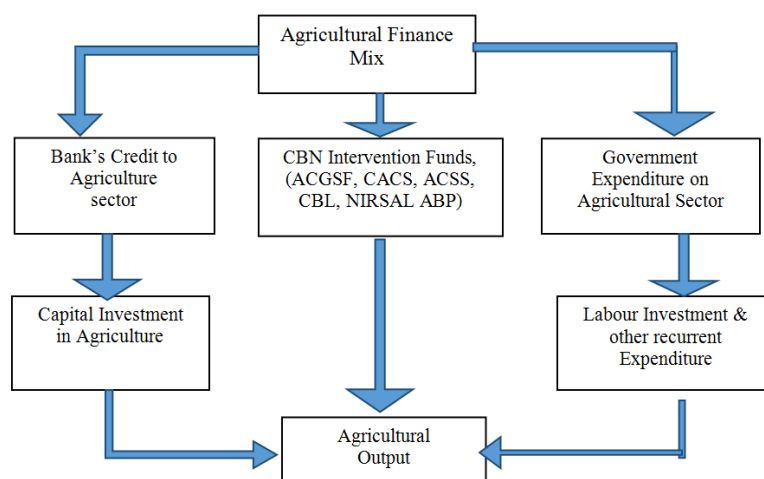 Agricultural Finance
Mix
Bank's Credit to
Agriculture
sector
CBN Intervention Funds,
(ACGSF, CACS, ACSS,
CBL, NIRSAL ABP)
Government
Expenditure on
Agricultural Sector
Capital Investment
in Agriculture
Labour Investment &
other recurrent
Expenditure
Agricultural
Output